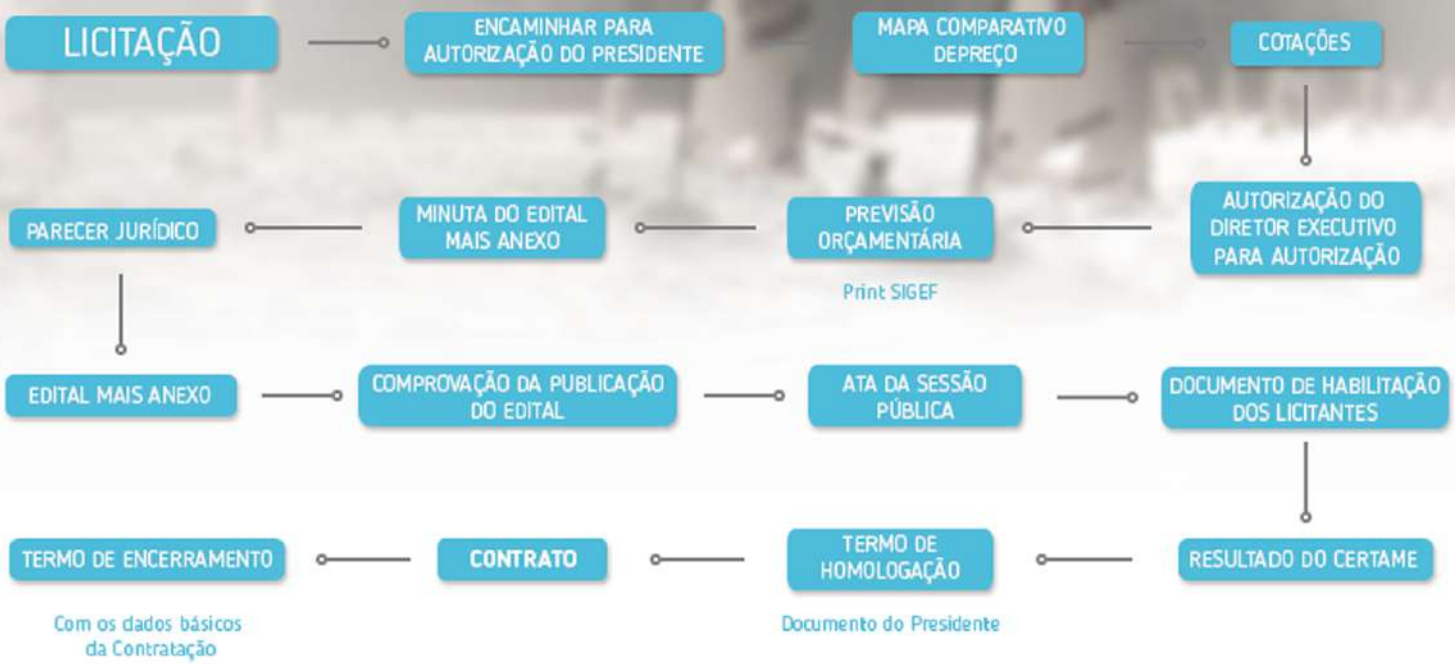 LICITAÇÃO
ENCAMINHAR PARA
AUTORIZAÇÃO DO PRESIDENTE
MAPA COMPARATIVO
DEPREÇO
COTAÇÕES
AUTORIZAÇÃO DO
DIRETOR EXECUTIVO
PARA AUTORIZAÇÃO
PREVISÃO
ORÇAMENTÁRIA
Print SIGEF
MINUTA DO EDITAL
MAIS ANEXO
PARECER JURÍDICO
EDITAL MAIS ANEXO
COMPROVAÇÃO DA PUBLICAÇÃO
DO EDITAL
ATA DA SESSÃO
PÚBLICA
DOCUMENTO DE HABILITAÇÃO
DOS LICITANTES
RESULTADO DO CERTAME
TERMO DE
HOMOLOGAÇÃO
Documento do Presidente
CONTRATO
TERMO DE ENCERRAMENTO
Com os dados básicos
da Contratação